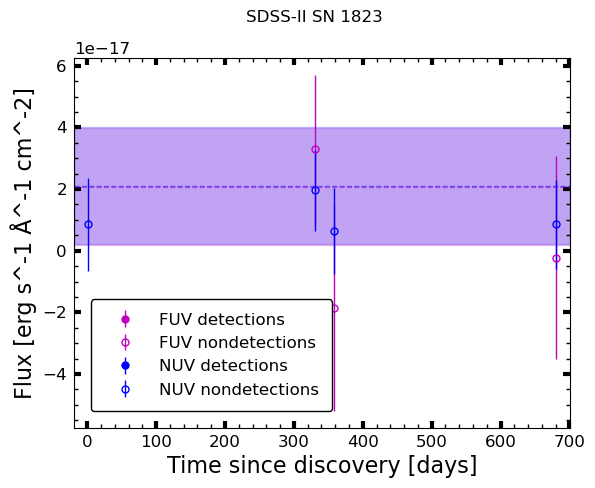 SDSS-II SN 1823
1e−17
6
4
2
0
−2
−4
Flux [erg s^-1 Å^-1 cm^-2]
FUV detections
FUV nondetections
NUV detections
NUV nondetections
0 100 200 300 400 500 600 700
Time since discovery [days]